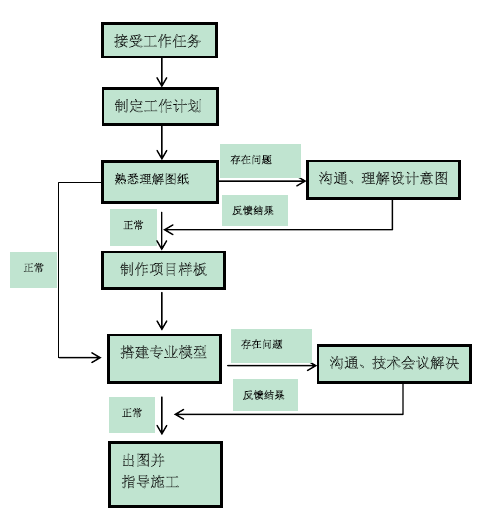 接受工作任务
制定工作计划
存在问题
熟悉理解图纸
沟通、理解设计意图
反馈结果
正常
正常
制作项目样板
存在问题
搭建专业模型
沟通、技术会议解决
反馈结果
正常
出图并
指导施工